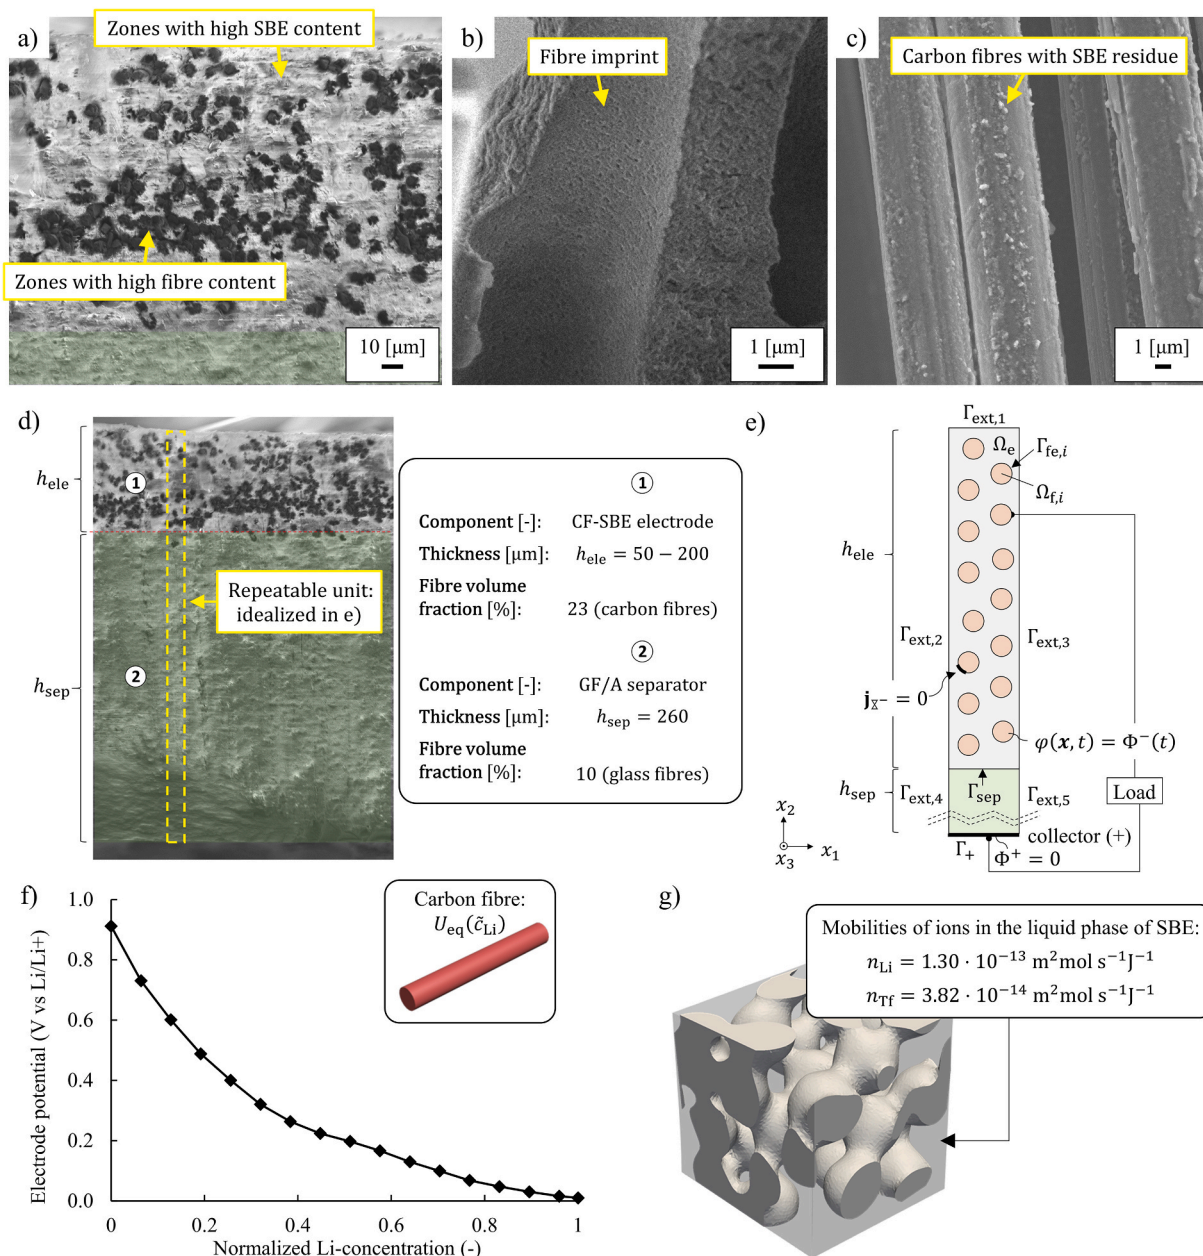 a)
Zones with high SBE content
Zones with high fibre content
10 [μm]
b)
Fibre imprint
1 [μm]
c)
Carbon fibres with SBE residue
1 [μm]
d)
h_ele
h_sep
1
2
Repeatable unit:
idealized in e)
1
Component [-]: CF-SBE electrode
Thickness [μm]: h_ele = 50 − 200
Fibre volume
fraction [%]: 23 (carbon fibres)
2
Component [-]: GF/A separator
Thickness [μm]: h_sep = 260
Fibre volume
fraction [%]: 10 (glass fibres)
e)
Γ_ext,1
Ω_e
Γ_fe,i
Ω_f,i
h_ele
Γ_ext,2
Γ_ext,3
j_X⁻ = 0
φ(x, t) = Φ⁻(t)
h_sep
Γ_ext,4
Γ_sep
Γ_ext,5
Load
collector (+)
Γ_+
Φ⁺ = 0
x_2
x_3
x_1
f)
Carbon fibre:
U_eq(c̃_Li)
Electrode potential (V vs Li/Li+)
1.0
0.8
0.6
0.4
0.2
0.0
0 0.2 0.4 0.6 0.8 1
Normalized Li-concentration (-)
g)
Mobilities of ions in the liquid phase of SBE:
n_Li = 1.30 · 10⁻¹³ m²mol s⁻¹J⁻¹
n_Tf = 3.82 · 10⁻¹⁴ m²mol s⁻¹J⁻¹